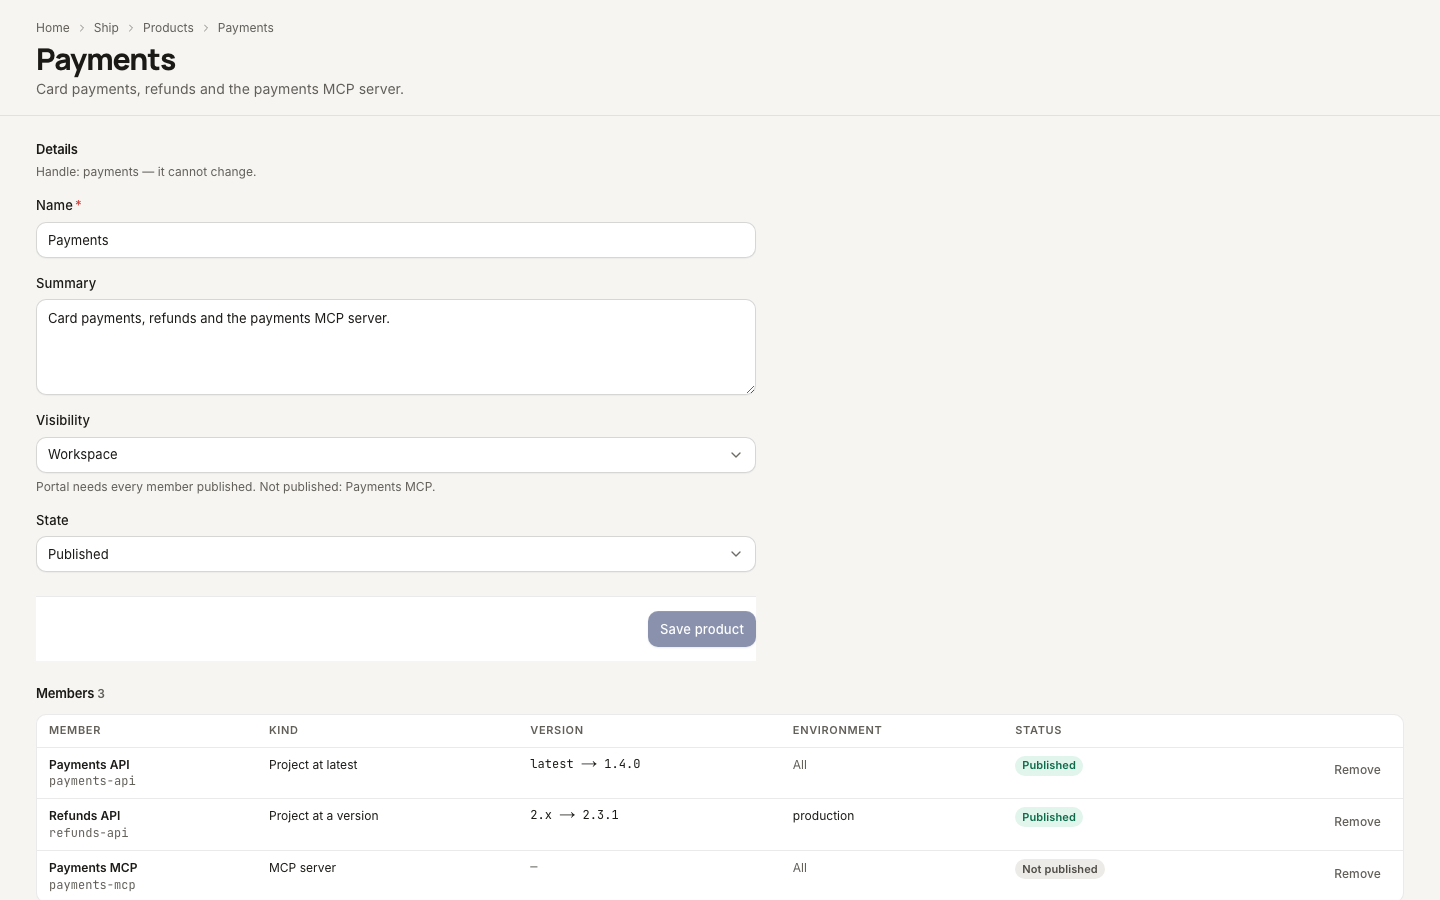 Home > Ship > Products > Payments
Payments
Card payments, refunds and the payments MCP server.
Details
Handle: payments — it cannot change.
Name *
Payments
Summary
Card payments, refunds and the payments MCP server.
Visibility
Workspace
Portal needs every member published. Not published: Payments MCP.
State
Published
Save product
Members 3
MEMBER KIND VERSION ENVIRONMENT STATUS
Payments API Project at latest latest → 1.4.0 All Published Remove
payments-api
Refunds API Project at a version 2.x → 2.3.1 production Published Remove
refunds-api
Payments MCP MCP server — All Not published Remove
payments-mcp